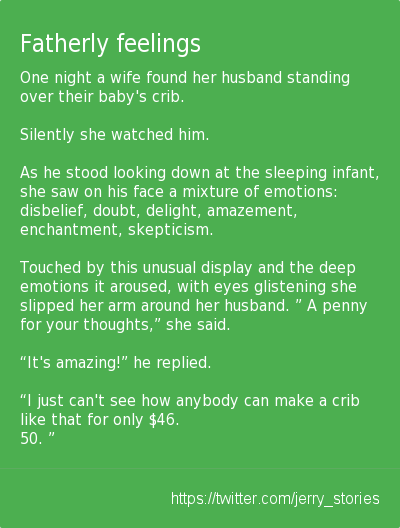 Fatherly feelings
One night a wife found her husband standing
over their baby's crib.
Silently she watched him.
As he stood looking down at the sleeping infant,
she saw on his face a mixture of emotions:
disbelief, doubt, delight, amazement,
enchantment, skepticism.
Touched by this unusual display and the deep
emotions it aroused, with eyes glistening she
slipped her arm around her husband. ” A penny
for your thoughts,” she said.
“It's amazing!” he replied.
“I just can't see how anybody can make a crib
like that for only $46.
50. ”
https://twitter.com/jerry_stories